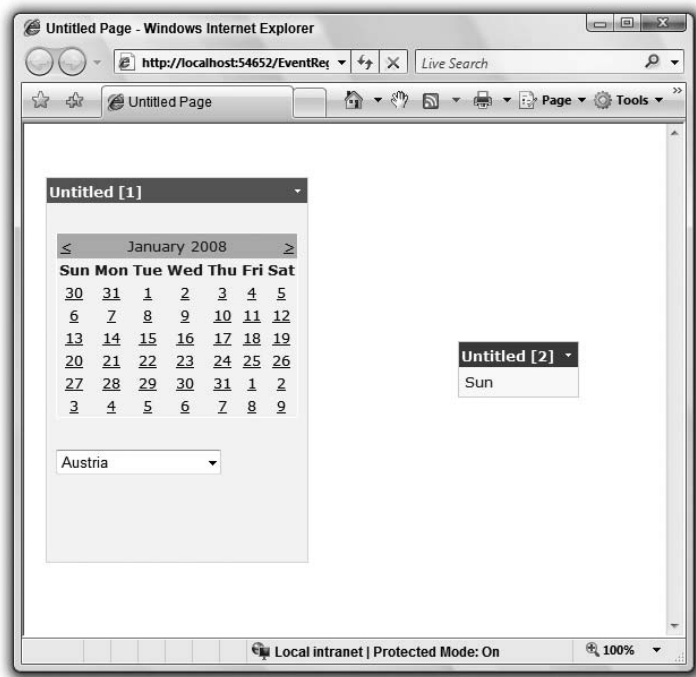 Untitled Page - Windows Internet Explorer
http://localhost:54652/EventReg
Live Search
Untitled Page
Page
Tools
»
Untitled [1]
< January 2008 >
Sun Mon Tue Wed Thu Fri Sat
30 31 1 2 3 4 5
6 7 8 9 10 11 12
13 14 15 16 17 18 19
20 21 22 23 24 25 26
27 28 29 30 31 1 2
3 4 5 6 7 8 9
Austria
Untitled [2]
Sun
Local intranet | Protected Mode: On
100%